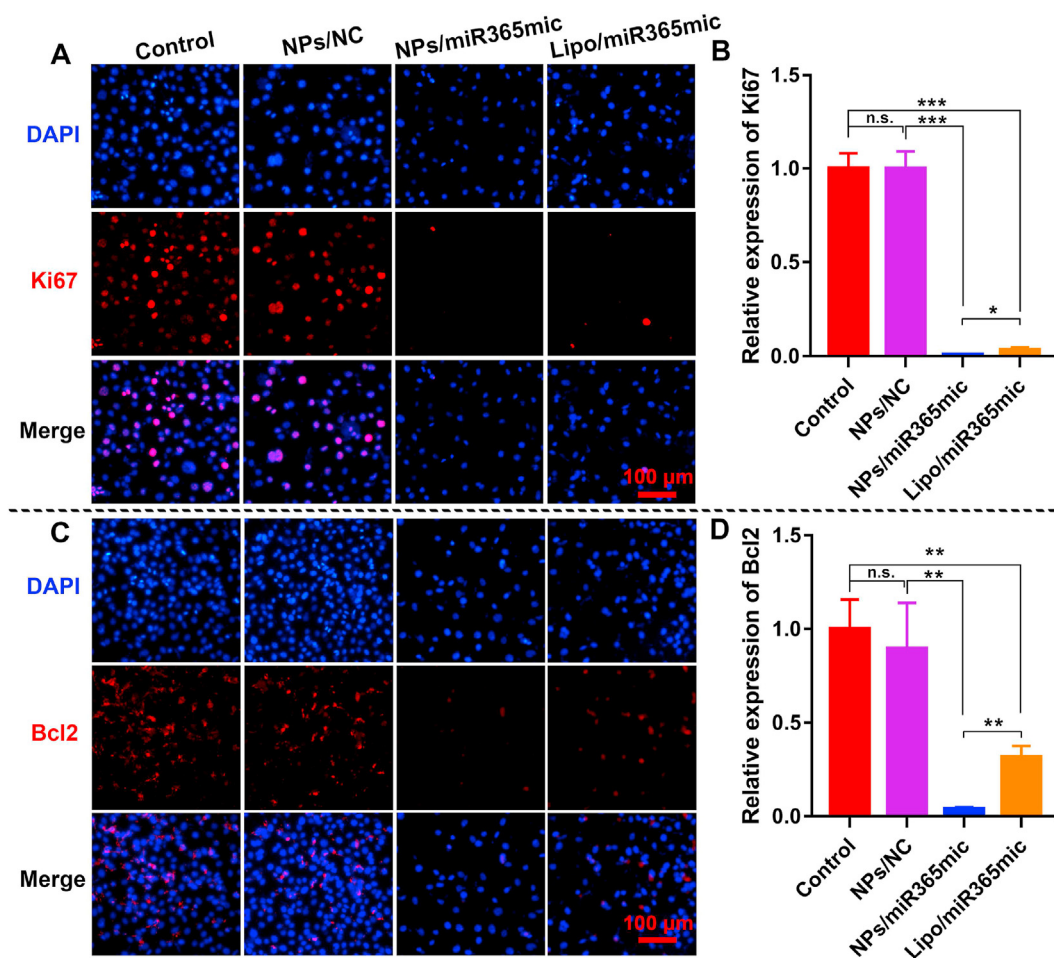 A
Control
NPs/NC
NPs/miR365mic
Lipo/miR365mic
DAPI
Ki67
Merge
100 μm
B
Relative expression of Ki67
1.5
1.0
0.5
0.0
***
n.s.
***
*
Control
NPs/NC
NPs/miR365mic
Lipo/miR365mic
C
DAPI
Bcl2
Merge
100 μm
D
Relative expression of Bcl2
1.5
1.0
0.5
0.0
**
n.s.
**
**
Control
NPs/NC
NPs/miR365mic
Lipo/miR365mic